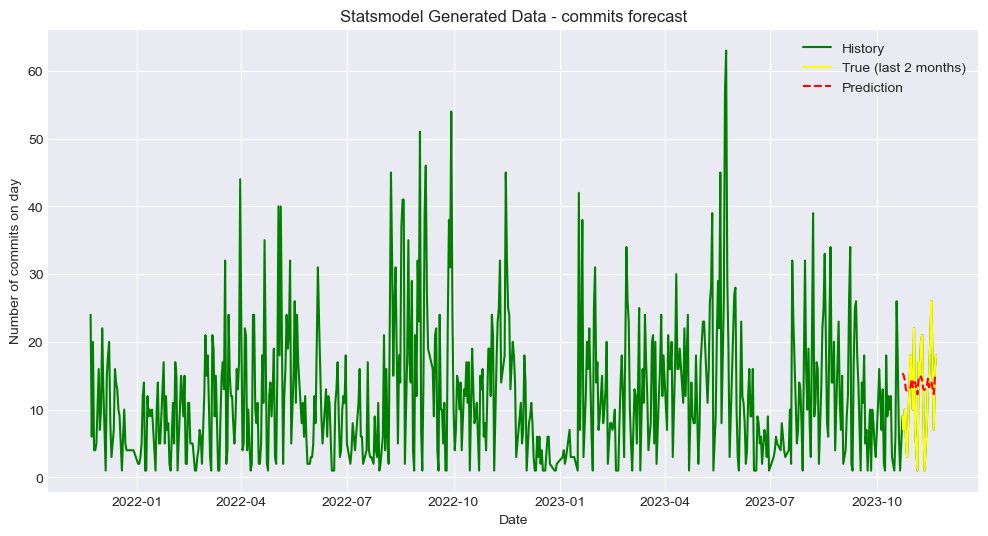 Statsmodel Generated Data - commits forecast
History
True (last 2 months)
Prediction
Number of commits on day
60
50
40
30
20
10
0
2022-01
2022-04
2022-07
2022-10
2023-01
2023-04
2023-07
2023-10
Date